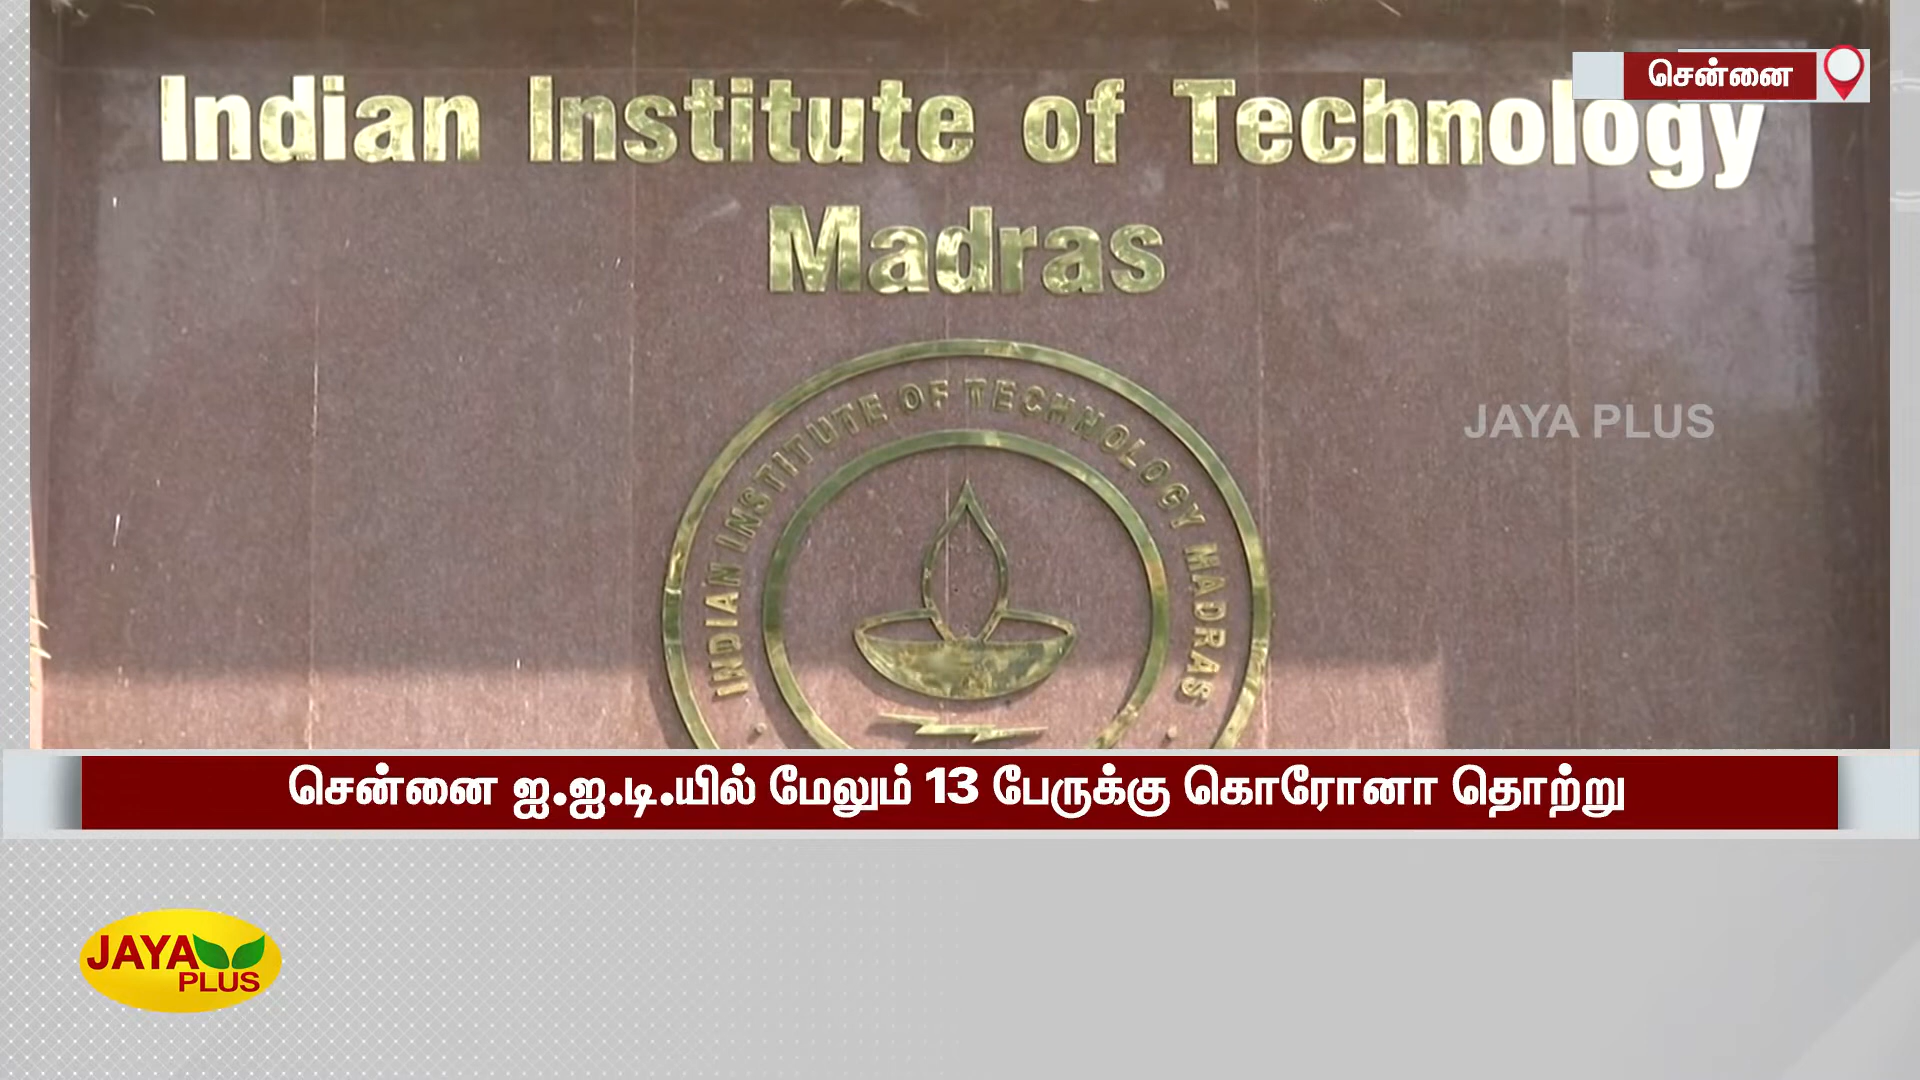 சென்னை
Indian Institute of Technology
Madras
INDIAN INSTITUTE OF TECHNOLOGY MADRAS
JAYA PLUS
சென்னை ஐ.ஐ.டி.யில் மேலும் 13 பேருக்கு கொரோனா தொற்று
JAYA
PLUS